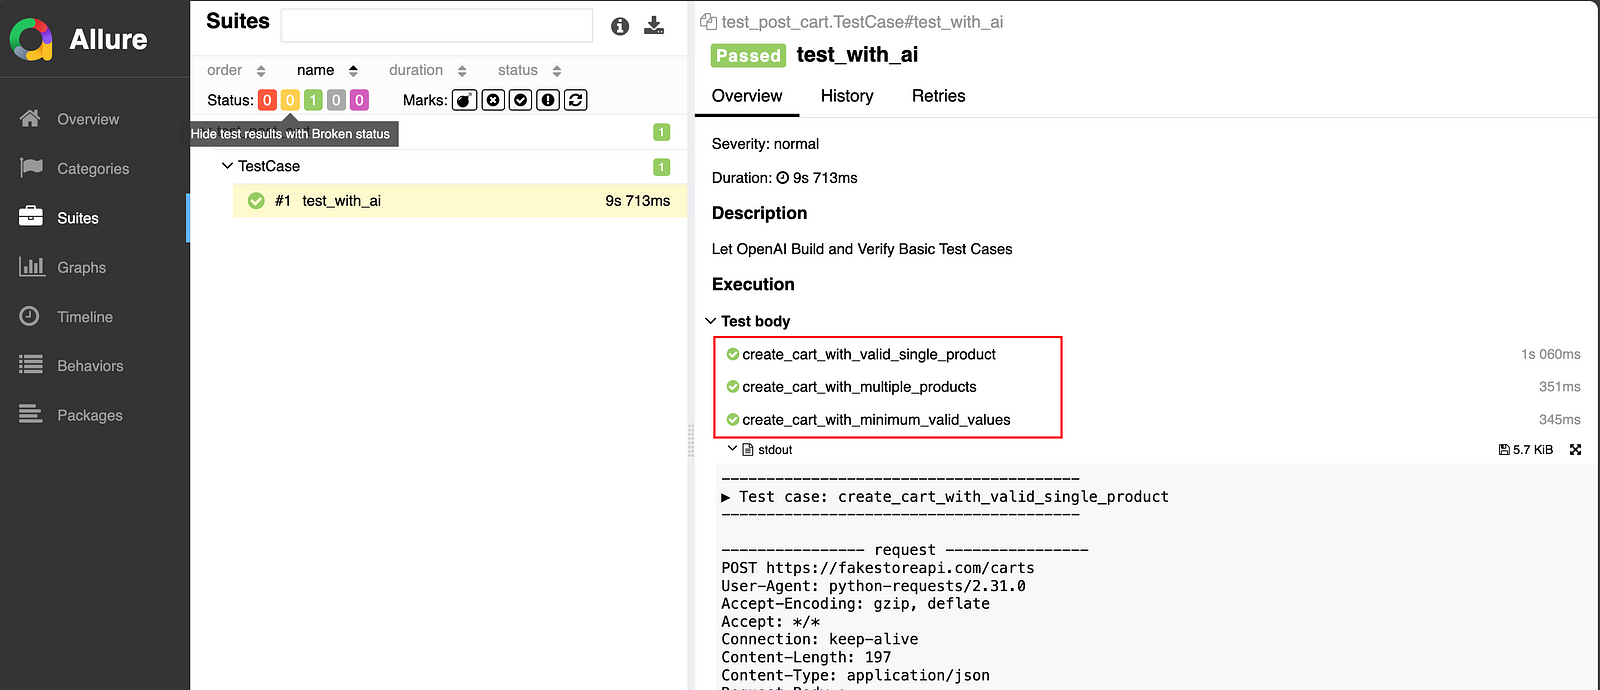 Allure
Overview
Categories
Suites
Graphs
Timeline
Behaviors
Packages
Suites
order name duration status
Status: 0 0 1 0 0 Marks:
Hide test results with Broken status
1
TestCase 1
#1 test_with_ai 9s 713ms
test_post_cart.TestCase#test_with_ai
Passed test_with_ai
Overview History Retries
Severity: normal
Duration: 9s 713ms
Description
Let OpenAI Build and Verify Basic Test Cases
Execution
Test body
create_cart_with_valid_single_product 1s 060ms
create_cart_with_multiple_products 351ms
create_cart_with_minimum_valid_values 345ms
stdout 5.7 KiB
----------------------------------------
▶ Test case: create_cart_with_valid_single_product
----------------------------------------
---------------- request ----------------
POST https://fakestoreapi.com/carts
User-Agent: python-requests/2.31.0
Accept-Encoding: gzip, deflate
Accept: */*
Connection: keep-alive
Content-Length: 197
Content-Type: application/json